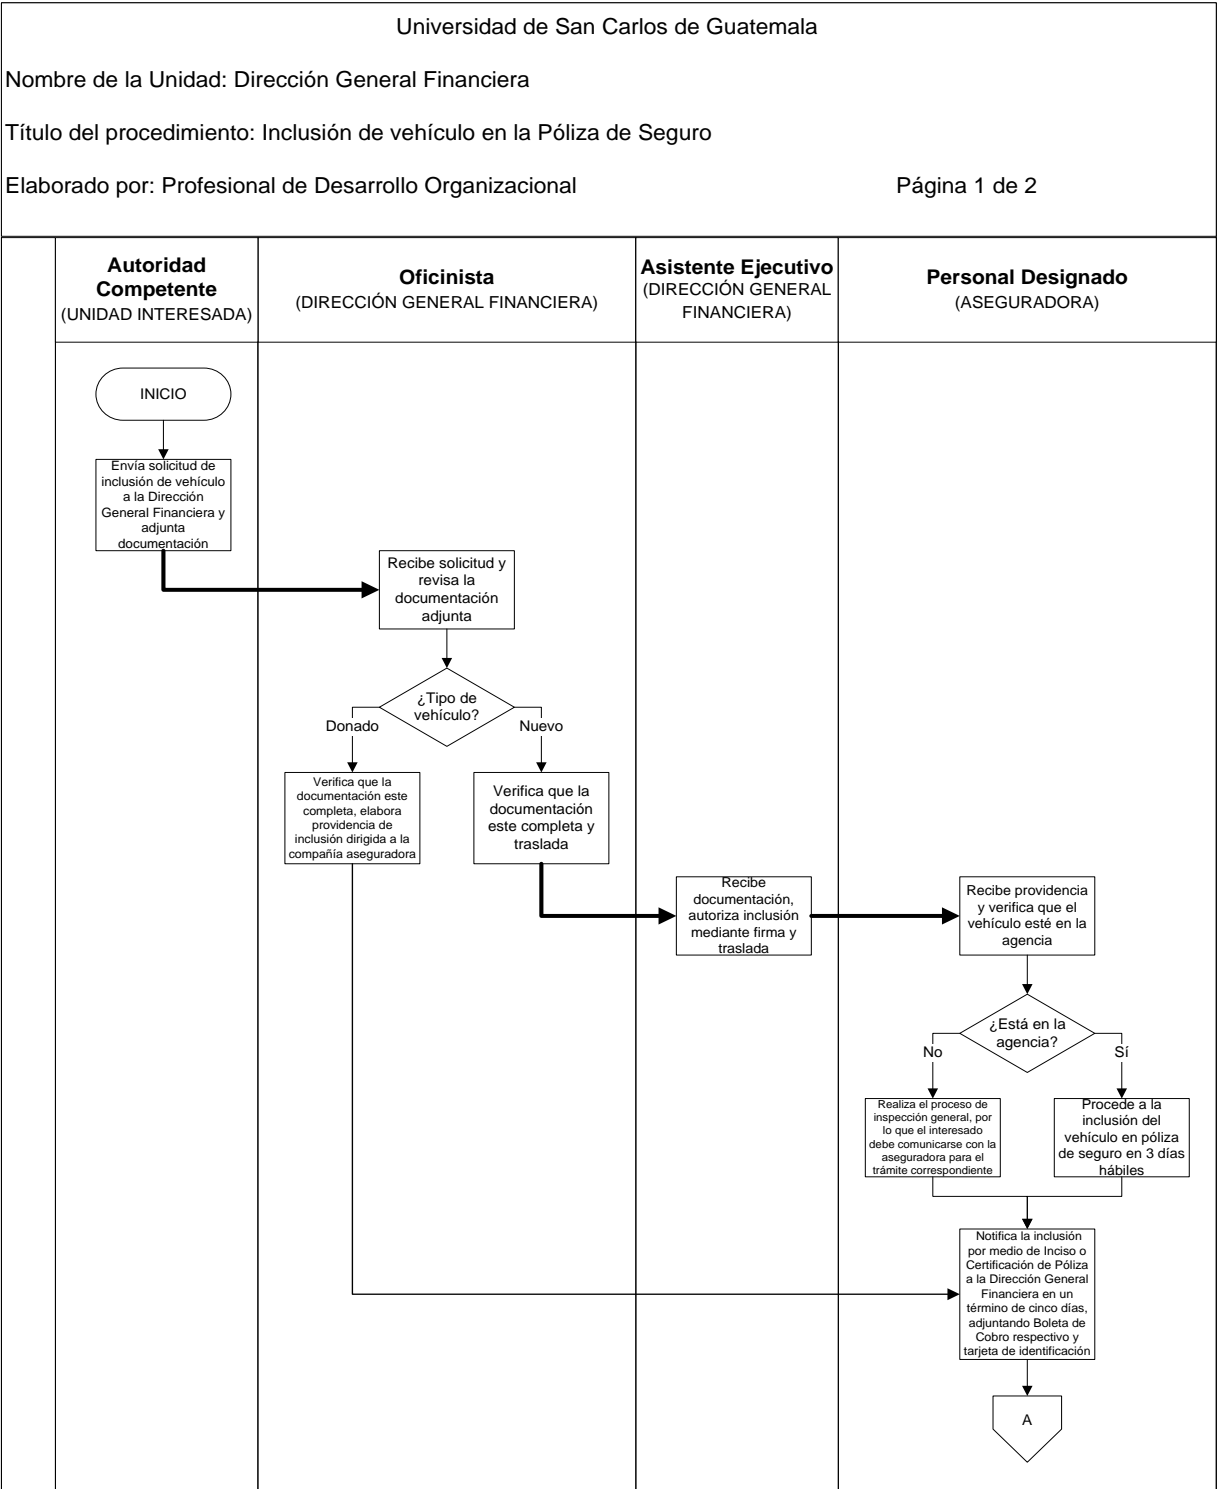 Universidad de San Carlos de Guatemala
Nombre de la Unidad: Dirección General Financiera
Título del procedimiento: Inclusión de vehículo en la Póliza de Seguro
Elaborado por: Profesional de Desarrollo Organizacional
Página 1 de 2
Autoridad
Competente
(UNIDAD INTERESADA)
Oficinista
(DIRECCIÓN GENERAL FINANCIERA)
Asistente Ejecutivo
(DIRECCIÓN GENERAL
FINANCIERA)
Personal Designado
(ASEGURADORA)
INICIO
Envía solicitud de
inclusión de vehículo
a la Dirección
General Financiera y
adjunta
documentación
Recibe solicitud y
revisa la
documentación
adjunta
¿Tipo de
vehículo?
Donado
Nuevo
Verifica que la
documentación este
completa, elabora
providencia de
inclusión dirigida a la
compañía aseguradora
Verifica que la
documentación
este completa y
traslada
Recibe
documentación,
autoriza inclusión
mediante firma y
traslada
Recibe providencia
y verifica que el
vehículo esté en la
agencia
¿Está en la
agencia?
No
Sí
Realiza el proceso de
inspección general, por
lo que el interesado
debe comunicarse con la
aseguradora para el
trámite correspondiente
Procede a la
inclusión del
vehículo en póliza
de seguro en 3 días
hábiles
Notifica la inclusión
por medio de Inciso o
Certificación de Póliza
a la Dirección General
Financiera en un
término de cinco días,
adjuntando Boleta de
Cobro respectivo y
tarjeta de identificación
A